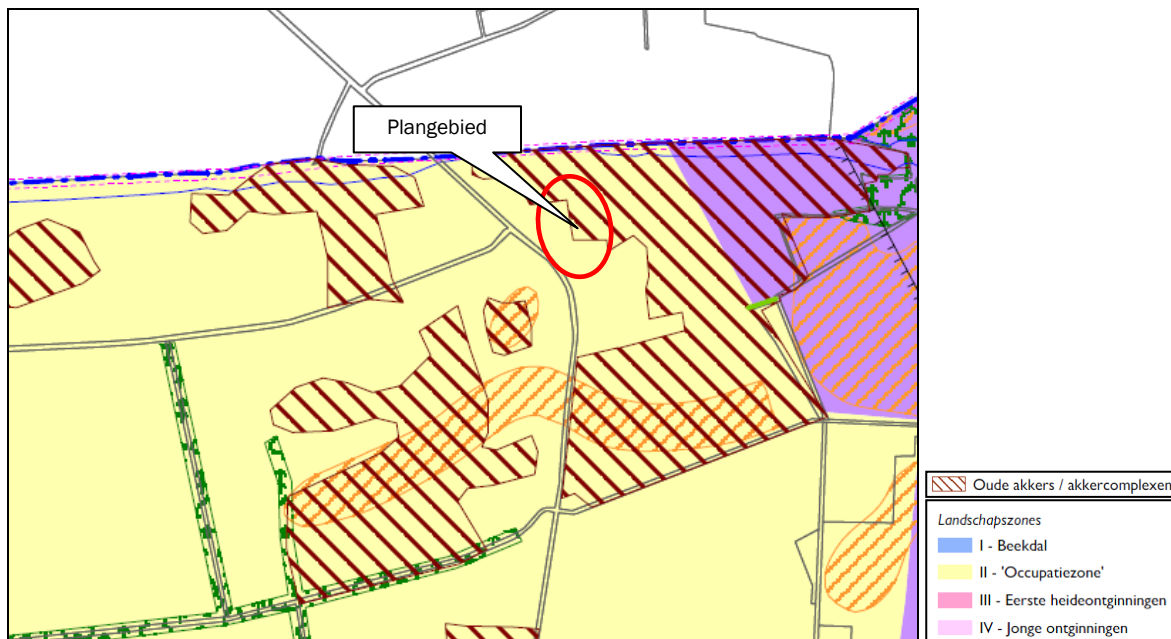 Plangebied
Oude akkers / akkercomplexen
Landschapszones
I - Beekdal
II - 'Occupatiezone'
III - Eerste heideontginningen
IV - Jonge ontginningen